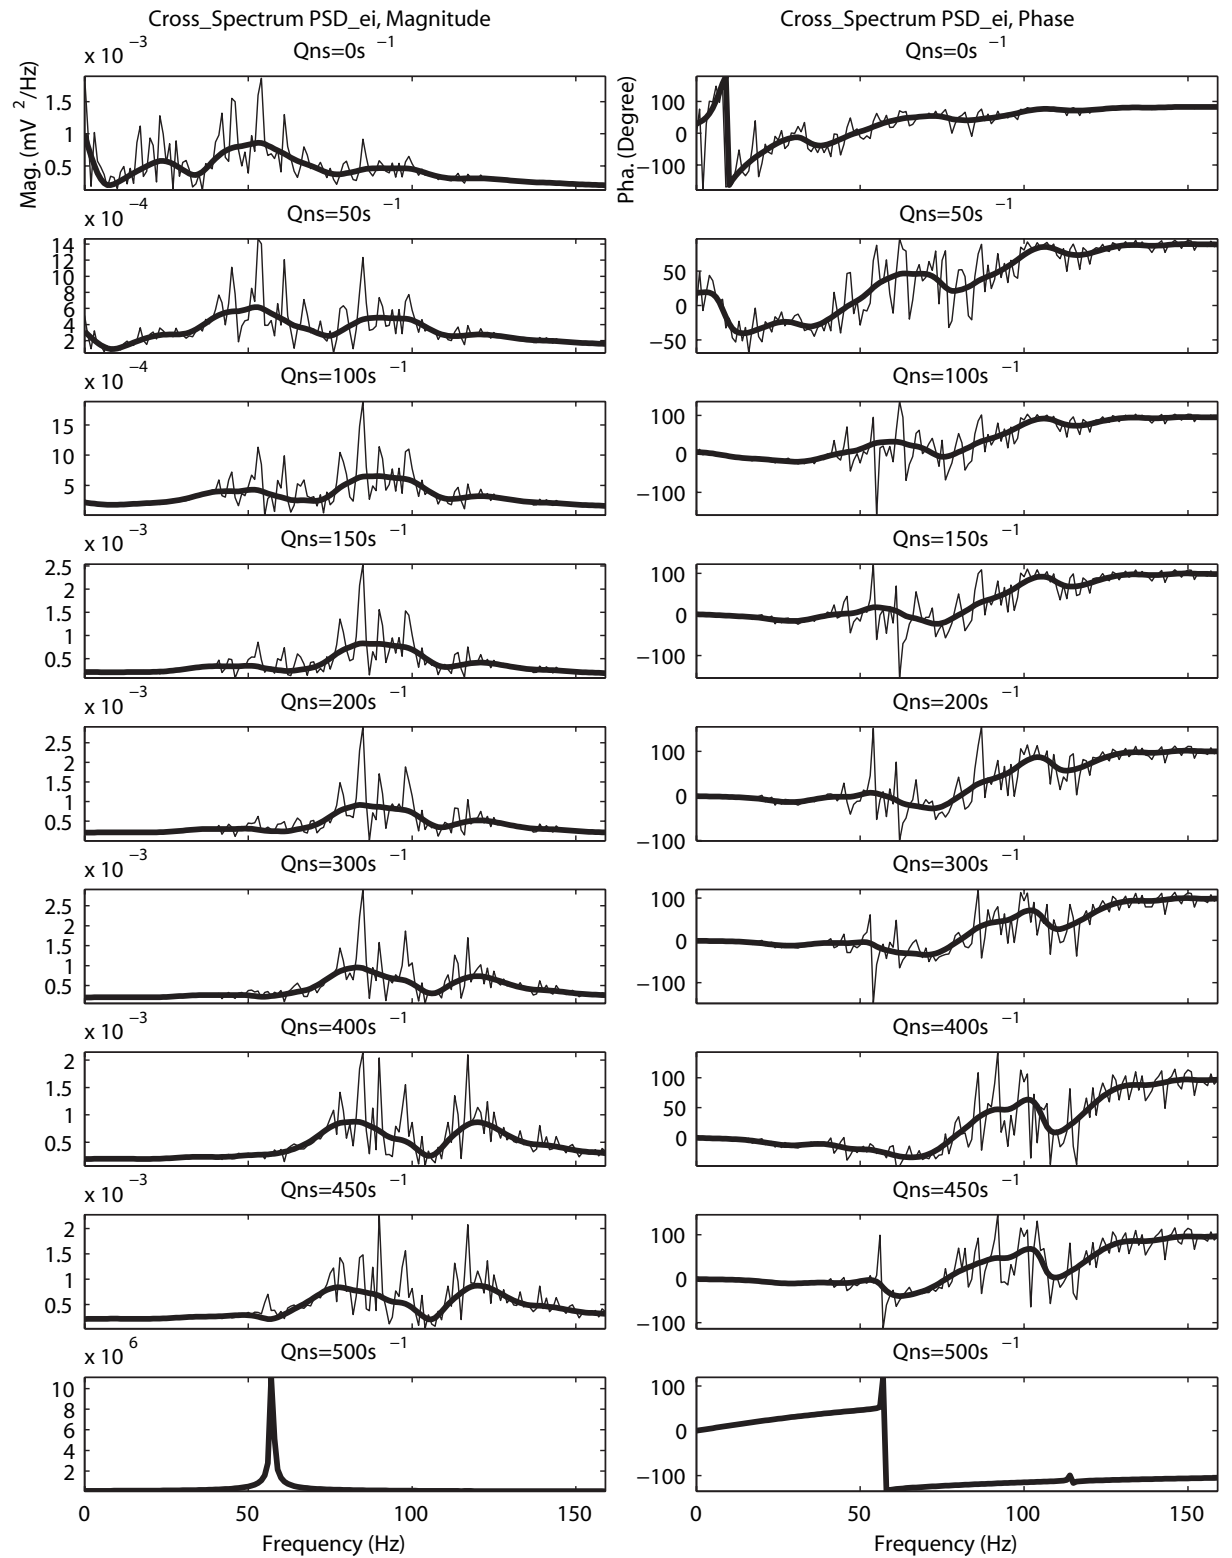 Cross_Spectrum PSD_ei, Magnitude
Cross_Spectrum PSD_ei, Phase
x 10 −3
Qns=0s −1
Qns=0s −1
Mag. (mV 2/Hz)
1.5
1
0.5
Pha. (Degree)
100
0
−100
x 10 −4
Qns=50s −1
Qns=50s −1
14
12
10
8
6
4
2
50
0
−50
x 10 −4
Qns=100s −1
Qns=100s −1
15
10
5
100
0
−100
x 10 −3
Qns=150s −1
Qns=150s −1
2.5
2
1.5
1
0.5
100
0
−100
x 10 −3
Qns=200s −1
Qns=200s −1
2.5
2
1.5
1
0.5
100
0
−100
x 10 −3
Qns=300s −1
Qns=300s −1
2.5
2
1.5
1
0.5
100
0
−100
x 10 −3
Qns=400s −1
Qns=400s −1
2
1.5
1
0.5
100
50
0
x 10 −3
Qns=450s −1
Qns=450s −1
2
1.5
1
0.5
100
0
−100
x 10 6
Qns=500s −1
Qns=500s −1
10
8
6
4
2
100
0
−100
0 50 100 150
0 50 100 150
Frequency (Hz)
Frequency (Hz)